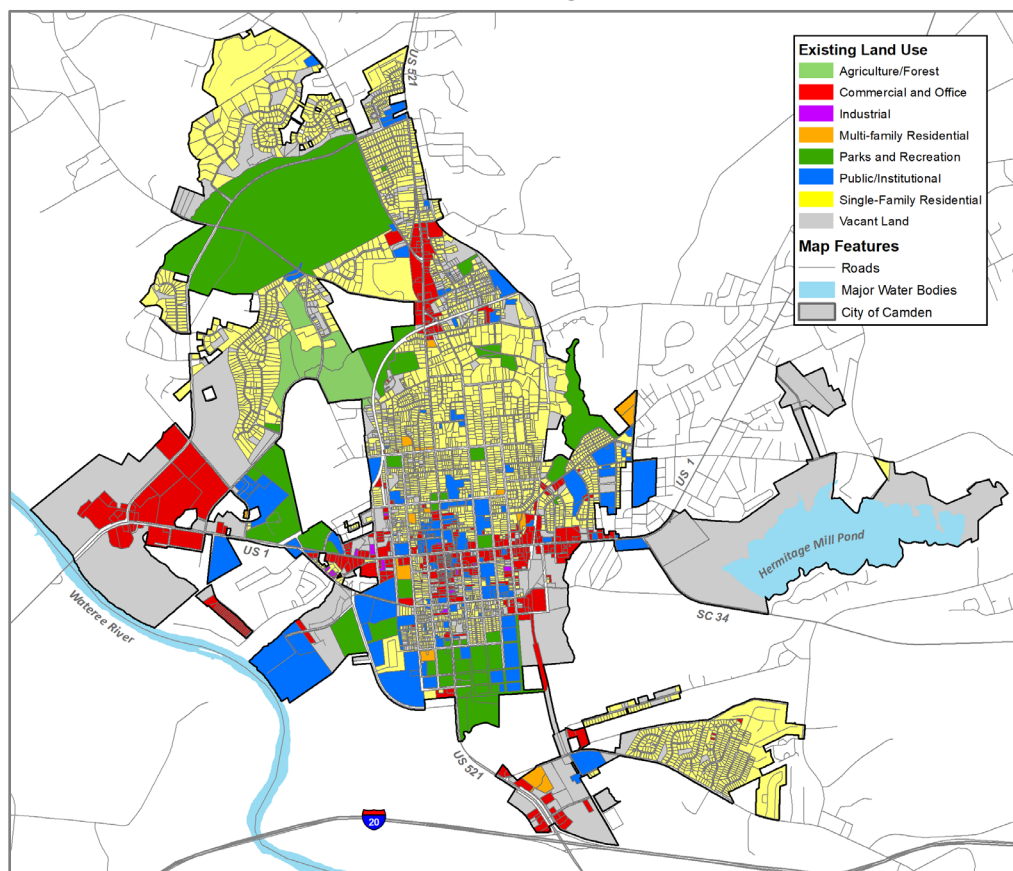 US 521
Existing Land Use
Agriculture/Forest
Commercial and Office
Industrial
Multi-family Residential
Parks and Recreation
Public/Institutional
Single-Family Residential
Vacant Land
Map Features
Roads
Major Water Bodies
City of Camden
US 1
US 1
Hermitage Mill Pond
Wateree River
SC 34
US 521
20